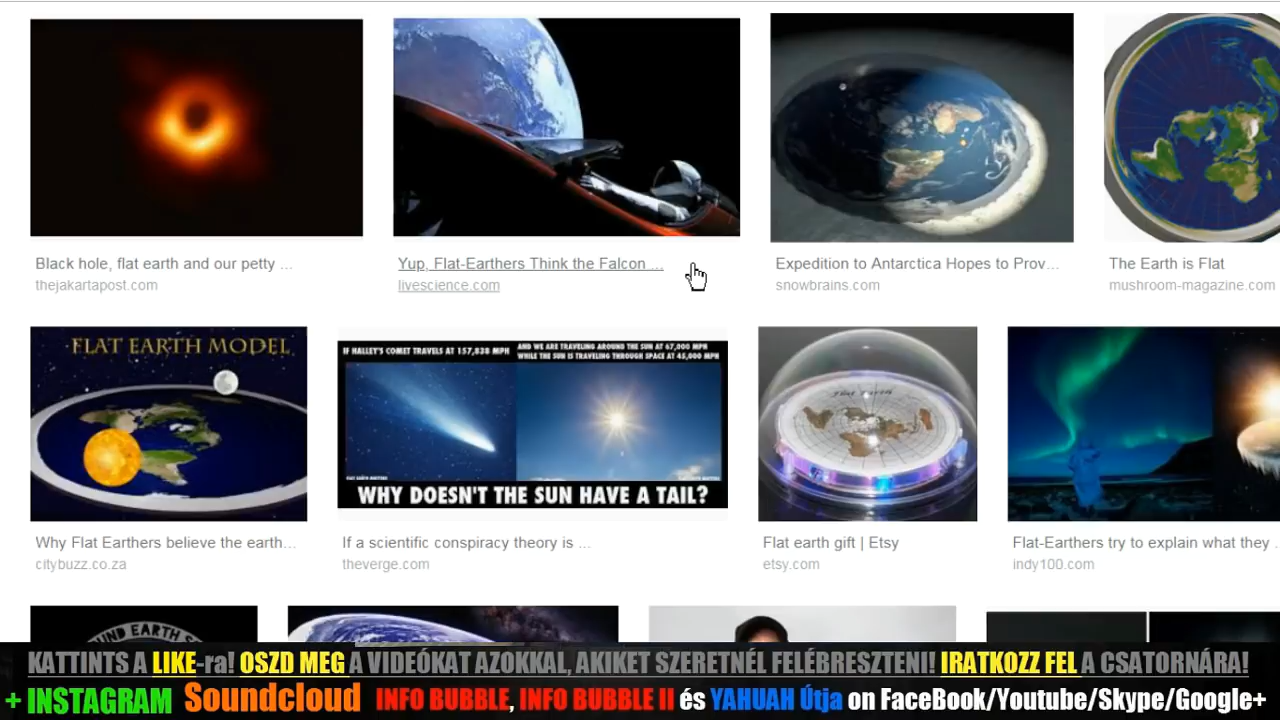 Black hole, flat earth and our petty ...
thejakartapost.com
Yup, Flat-Earthers Think the Falcon ...
livescience.com
Expedition to Antarctica Hopes to Prov...
snowbrains.com
The Earth is Flat
mushroom-magazine.com
FLAT EARTH MODEL
IF HALLEY'S COMET TRAVELS AT 157,838 MPH
AND WE ARE TRAVELING AROUND THE SUN AT 67,000 MPH
WHILE THE SUN IS TRAVELING THROUGH SPACE AT 45,000 MPH
WHY DOESN'T THE SUN HAVE A TAIL?
Flat Earth
Why Flat Earthers believe the earth...
citybuzz.co.za
If a scientific conspiracy theory is ...
theverge.com
Flat earth gift | Etsy
etsy.com
Flat-Earthers try to explain what they
indy100.com
KATTINTS A LIKE-ra! OSZD MEG A VIDEÓKAT AZOKKAL, AKIKET SZERETNÉL FELÉBRESZTENI! IRATKOZZ FEL A CSATORNÁRA!
+ INSTAGRAM Soundcloud INFO BUBBLE, INFO BUBBLE II és YAHUAH Útja on FaceBook/Youtube/Skype/Google+